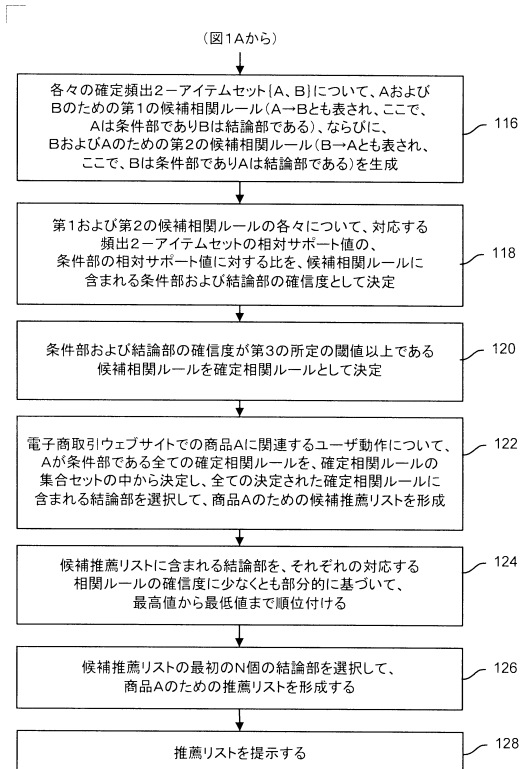 (図1Aから)
各々の確定頻出2-アイテムセット{A、B}について、Aおよび
Bのための第1の候補相関ルール(A→Bとも表され、ここで、
Aは条件部でありBは結論部である)、ならびに、
BおよびAのための第2の候補相関ルール(B→Aとも表され、
ここで、Bは条件部でありAは結論部である)を生成
116
第1および第2の候補相関ルールの各々について、対応する
頻出2-アイテムセットの相対サポート値の、
条件部の相対サポート値に対する比を、候補相関ルールに
含まれる条件部および結論部の確信度として決定
118
条件部および結論部の確信度が第3の所定の閾値以上である
候補相関ルールを確定相関ルールとして決定
120
電子商取引ウェブサイトでの商品Aに関連するユーザ動作について、
Aが条件部である全ての確定相関ルールを、確定相関ルールの
集合セットの中から決定し、全ての決定された確定相関ルールに
含まれる結論部を選択して、商品Aのための候補推薦リストを形成
122
候補推薦リストに含まれる結論部を、それぞれの対応する
相関ルールの確信度に少なくとも部分的に基づいて、
最高値から最低値まで順位付ける
124
候補推薦リストの最初のN個の結論部を選択して、
商品Aのための推薦リストを形成する
126
推薦リストを提示する
128